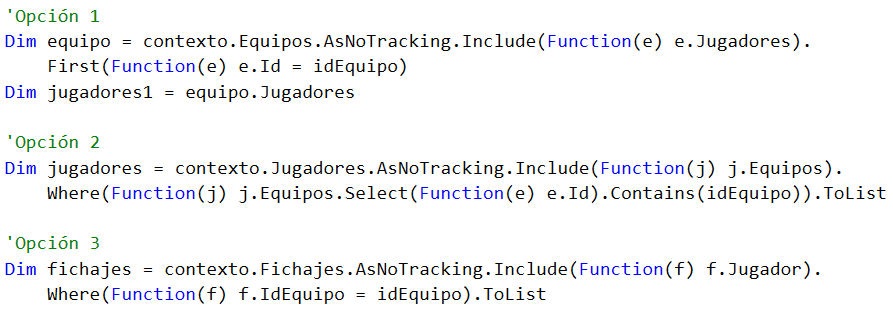 'Opción 1
Dim equipo = contexto.Equipos.AsNoTracking.Include(Function(e) e.Jugadores).
    First(Function(e) e.Id = idEquipo)
Dim jugadores1 = equipo.Jugadores

'Opción 2
Dim jugadores = contexto.Jugadores.AsNoTracking.Include(Function(j) j.Equipos).
    Where(Function(j) j.Equipos.Select(Function(e) e.Id).Contains(idEquipo)).ToList

'Opción 3
Dim fichajes = contexto.Fichajes.AsNoTracking.Include(Function(f) f.Jugador).
    Where(Function(f) f.IdEquipo = idEquipo).ToList